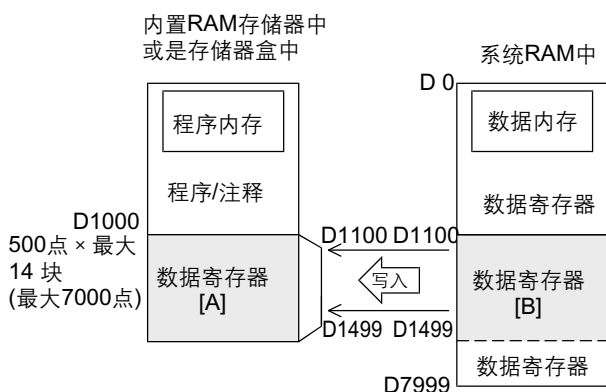 内置RAM存储器中
或是存储器盒中
系统RAM中
D 0
程序内存
数据内存
程序/注释
数据寄存器
D1000
500点 × 最大
14 块
(最大7000点)
D1100 D1100
数据寄存器
[A]
写入
数据寄存器
[B]
D1499 D1499
数据寄存器
D7999